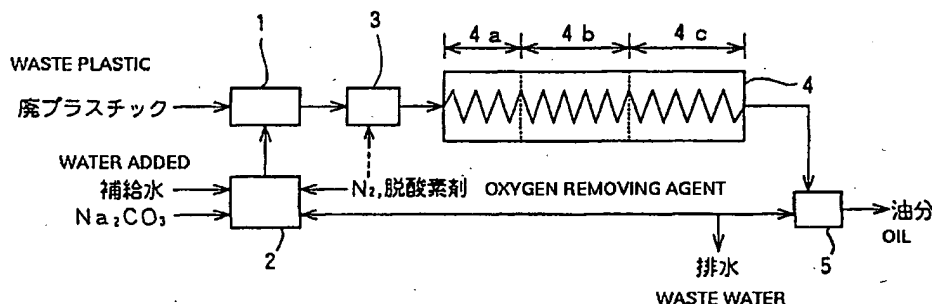 1
3
4a
4b
4c
4
WASTE PLASTIC
廃プラスチック
WATER ADDED
補給水
Na₂CO₃
N₂,脱酸素剤 OXYGEN REMOVING AGENT
2
排水
WASTE WATER
5
油分
OIL